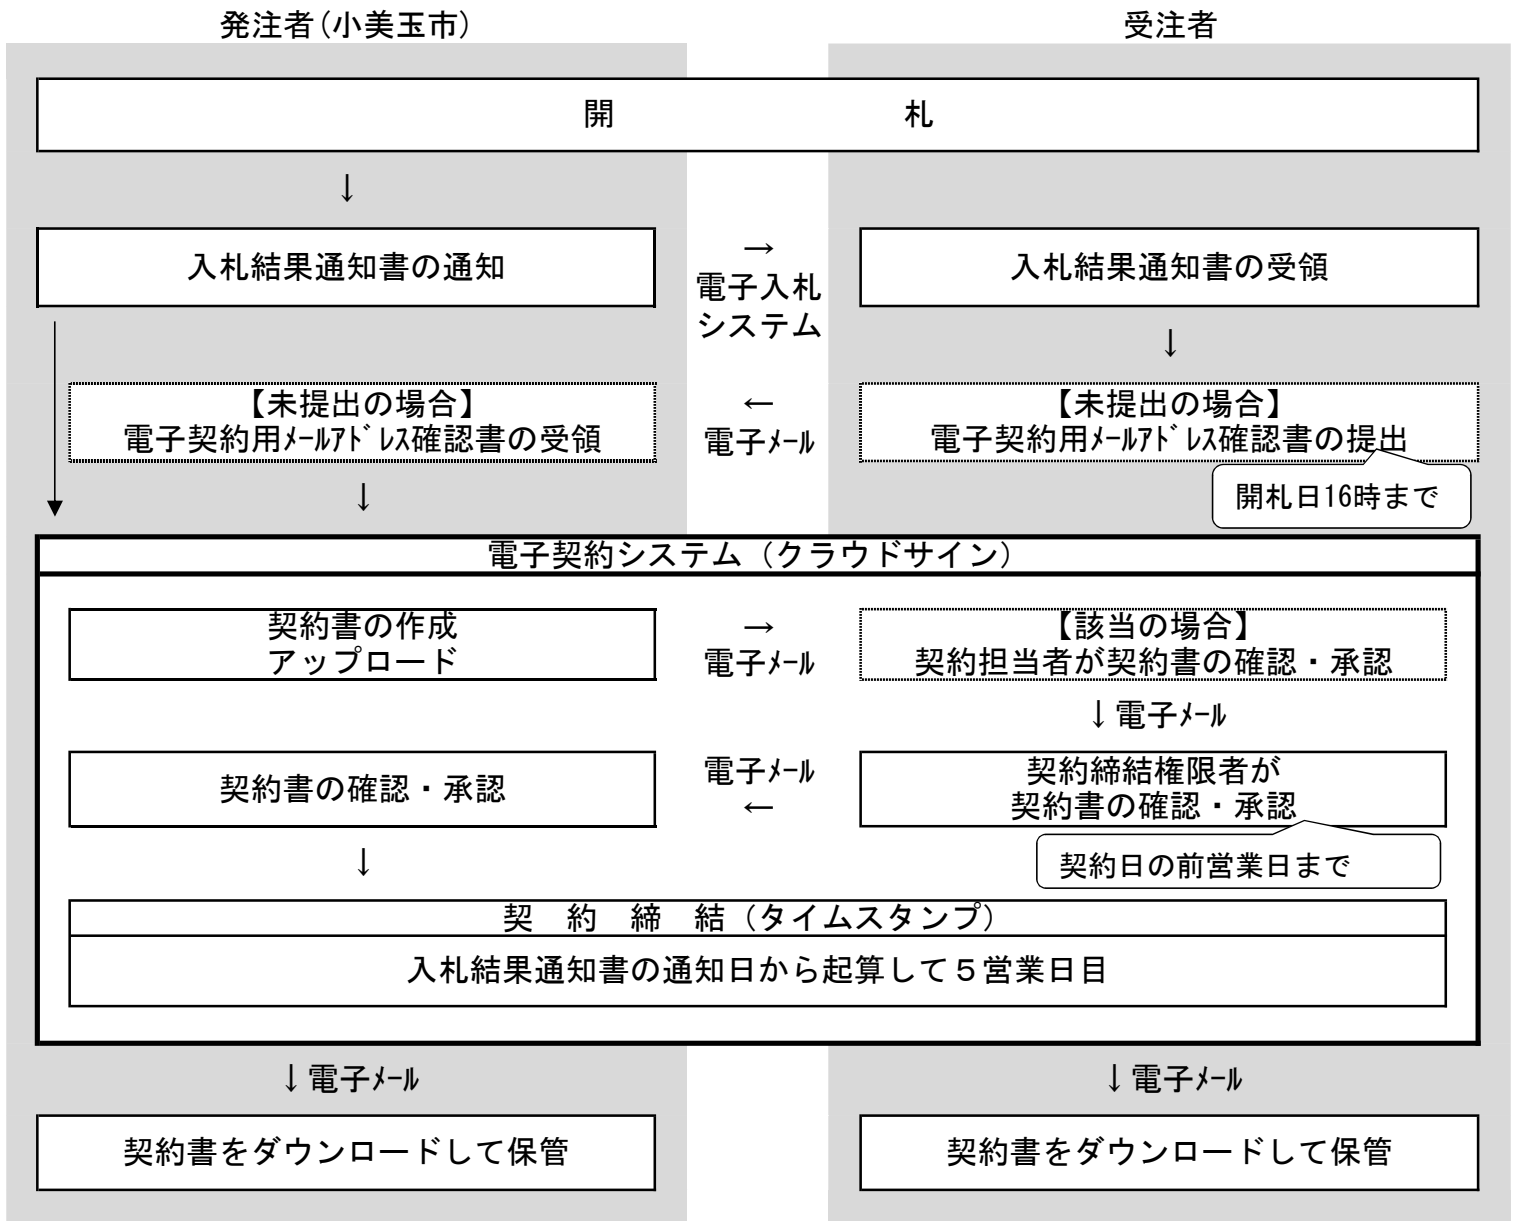 発注者(小美玉市)
受注者
開　　　　　　　　　札
↓
入札結果通知書の通知
→
電子入札
システム
入札結果通知書の受領
↓
【未提出の場合】
電子契約用ﾒｰﾙｱﾄﾞﾚｽ確認書の受領
←
電子ﾒｰﾙ
【未提出の場合】
電子契約用ﾒｰﾙｱﾄﾞﾚｽ確認書の提出
開札日16時まで
↓
電子契約システム（クラウドサイン）
契約書の作成
アップロード
→
電子ﾒｰﾙ
【該当の場合】
契約担当者が契約書の確認・承認
↓電子ﾒｰﾙ
契約書の確認・承認
電子ﾒｰﾙ
←
契約締結権限者が
契約書の確認・承認
契約日の前営業日まで
↓
契　約　締　結（タイムスタンプ）
入札結果通知書の通知日から起算して５営業日目
↓電子ﾒｰﾙ
↓電子ﾒｰﾙ
契約書をダウンロードして保管
契約書をダウンロードして保管